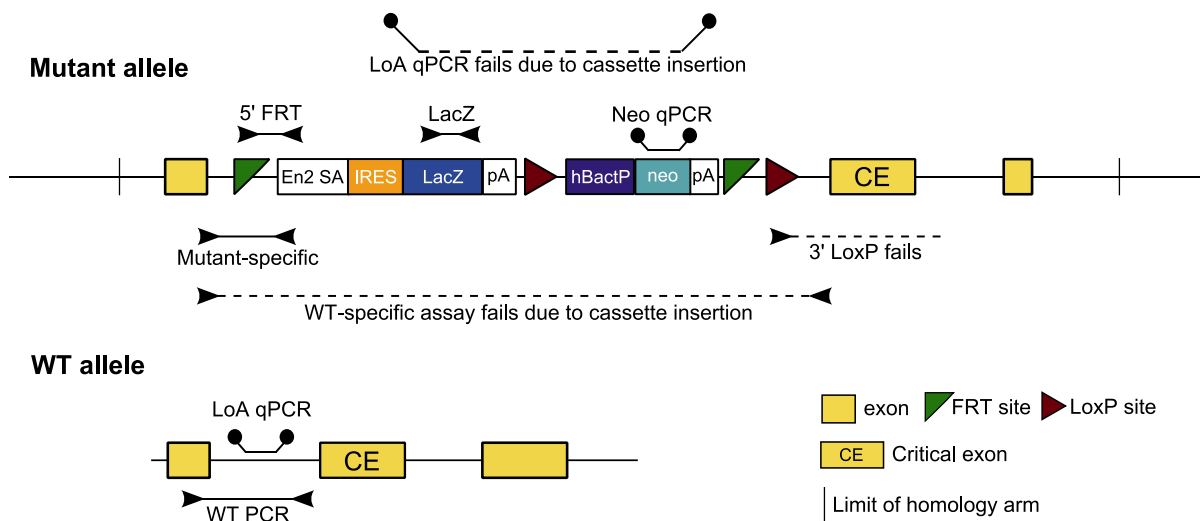 LoA qPCR fails due to cassette insertion
Mutant allele
5' FRT
LacZ
Neo qPCR
En2 SA
IRES
LacZ
pA
hBactP
neo
pA
CE
Mutant-specific
3' LoxP fails
WT-specific assay fails due to cassette insertion
WT allele
LoA qPCR
CE
WT PCR
exon
FRT site
LoxP site
CE
Critical exon
Limit of homology arm